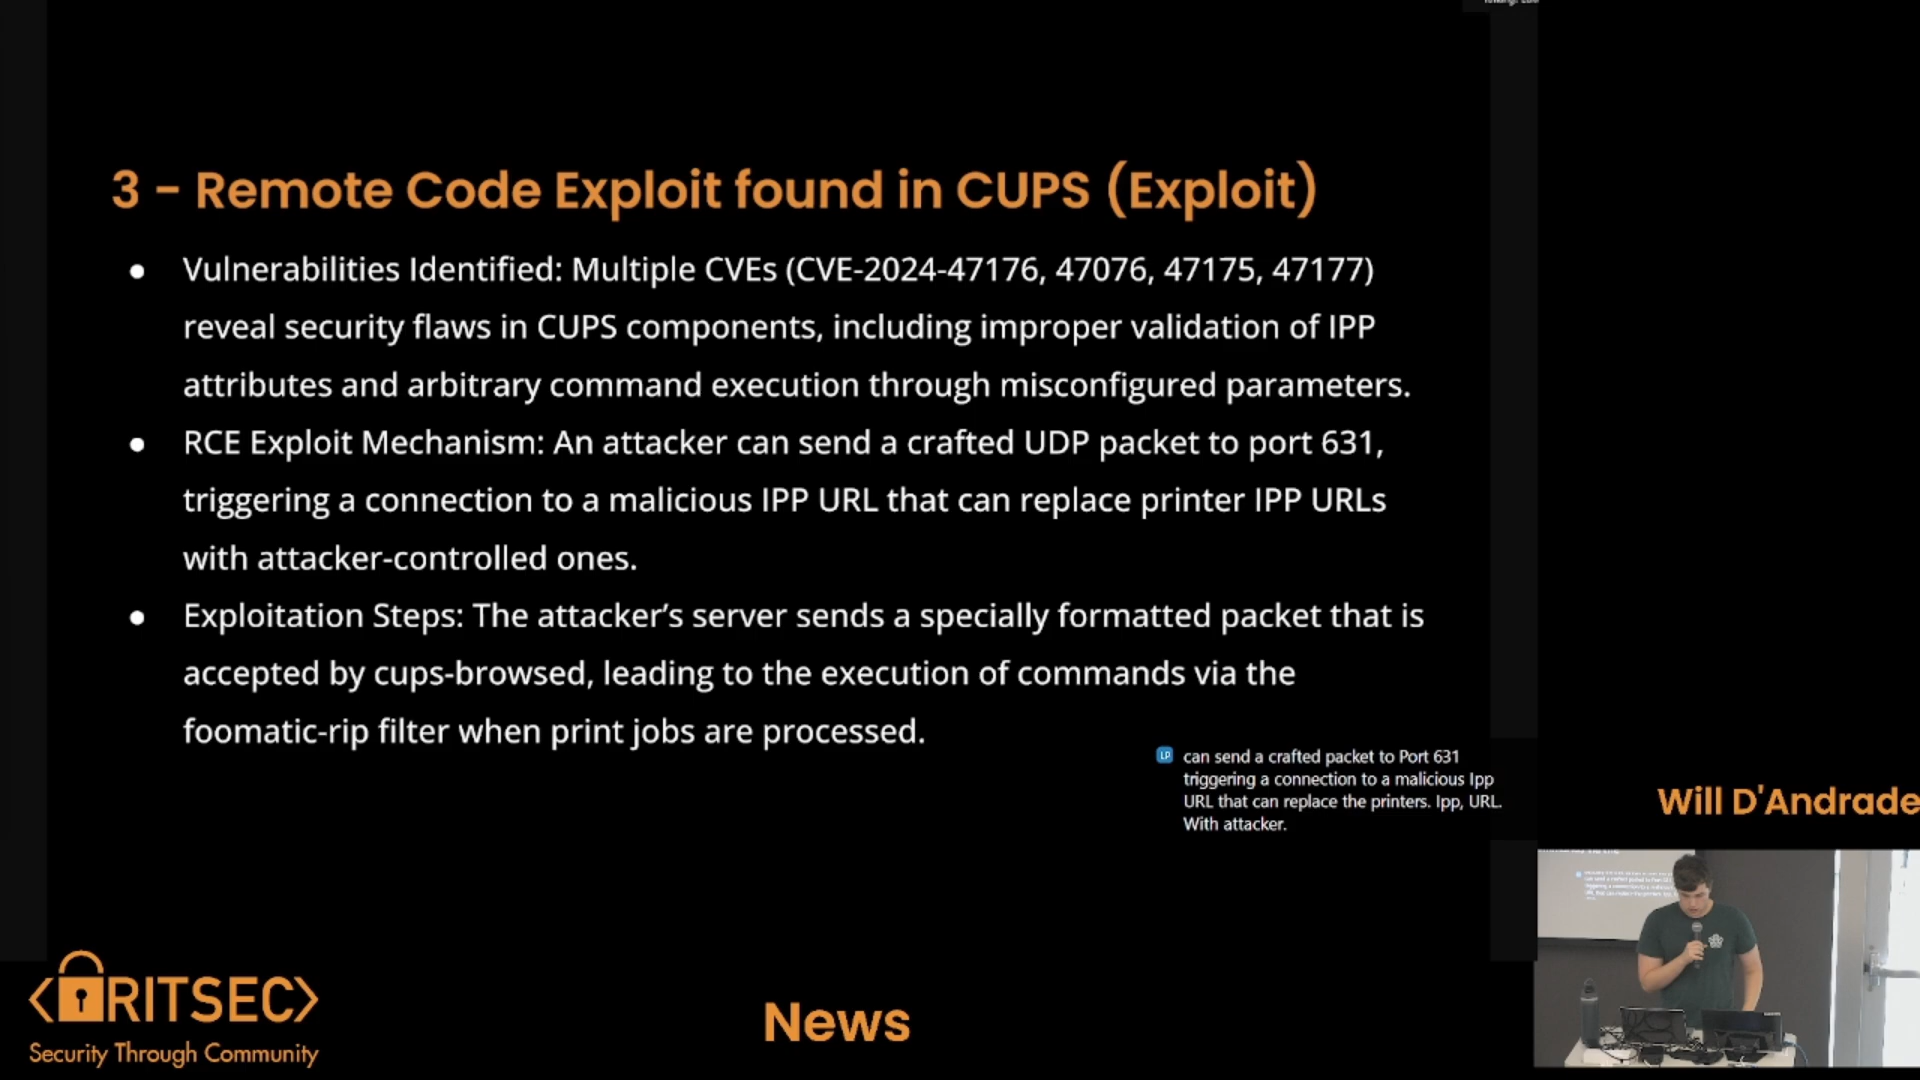 3 - Remote Code Exploit found in CUPS (Exploit)
● Vulnerabilities Identified: Multiple CVEs (CVE-2024-47176, 47076, 47175, 47177)
reveal security flaws in CUPS components, including improper validation of IPP
attributes and arbitrary command execution through misconfigured parameters.
● RCE Exploit Mechanism: An attacker can send a crafted UDP packet to port 631,
triggering a connection to a malicious IPP URL that can replace printer IPP URLs
with attacker-controlled ones.
● Exploitation Steps: The attacker’s server sends a specially formatted packet that is
accepted by cups-browsed, leading to the execution of commands via the
foomatic-rip filter when print jobs are processed.
LP can send a crafted packet to Port 631
triggering a connection to a malicious Ipp
URL that can replace the printers. Ipp, URL.
With attacker.
Will D'Andrade
<RITSEC>
Security Through Community
News